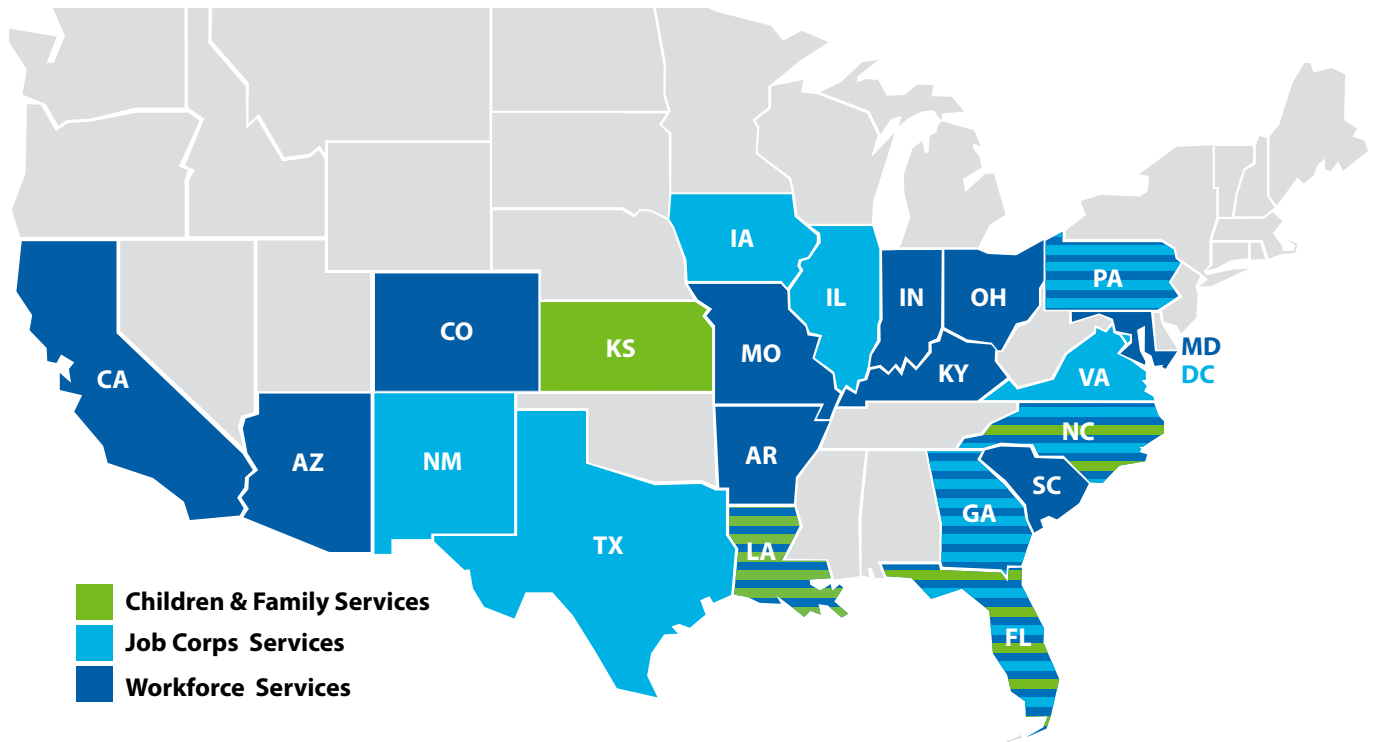 IA
PA
IL
IN
OH
CO
KS
MO
MD
DC
KY
VA
CA
NC
AZ
NM
AR
SC
GA
TX
LA
FL
Children & Family Services
Job Corps Services
Workforce Services